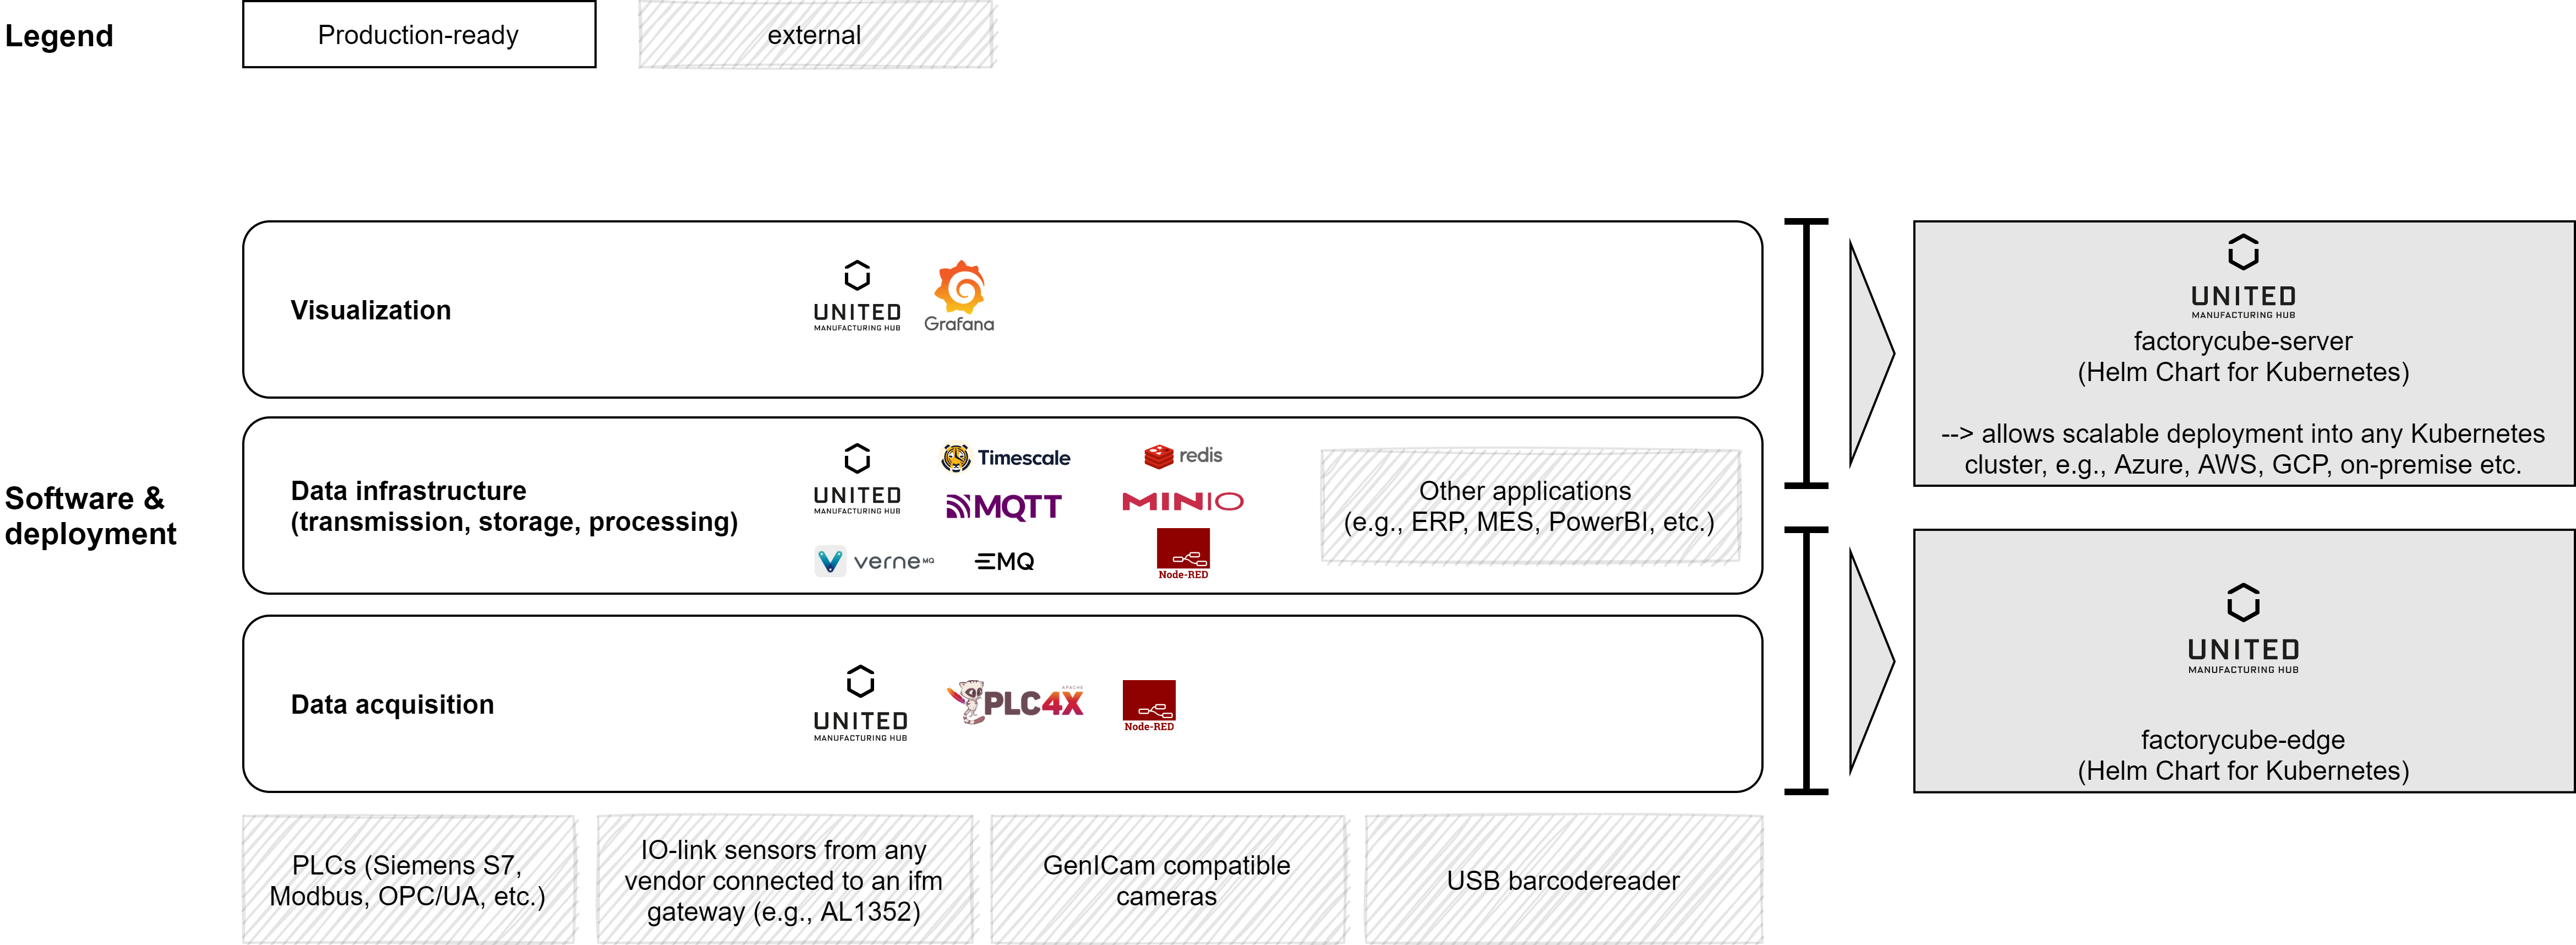 Legend
Production-ready
external
Visualization
UNITED
MANUFACTURING HUB
Grafana
UNITED
MANUFACTURING HUB
factorycube-server
(Helm Chart for Kubernetes)
--> allows scalable deployment into any Kubernetes
cluster, e.g., Azure, AWS, GCP, on-premise etc.
Software &
deployment
Data infrastructure
(transmission, storage, processing)
UNITED
MANUFACTURING HUB
Timescale
redis
MQTT
MINIO
VERNE MQ
EMQ
Node-RED
Other applications
(e.g., ERP, MES, PowerBI, etc.)
Data acquisition
UNITED
MANUFACTURING HUB
APACHE
PLC4X
Node-RED
UNITED
MANUFACTURING HUB
factorycube-edge
(Helm Chart for Kubernetes)
PLCs (Siemens S7,
Modbus, OPC/UA, etc.)
IO-link sensors from any
vendor connected to an ifm
gateway (e.g., AL1352)
GenICam compatible
cameras
USB barcodereader